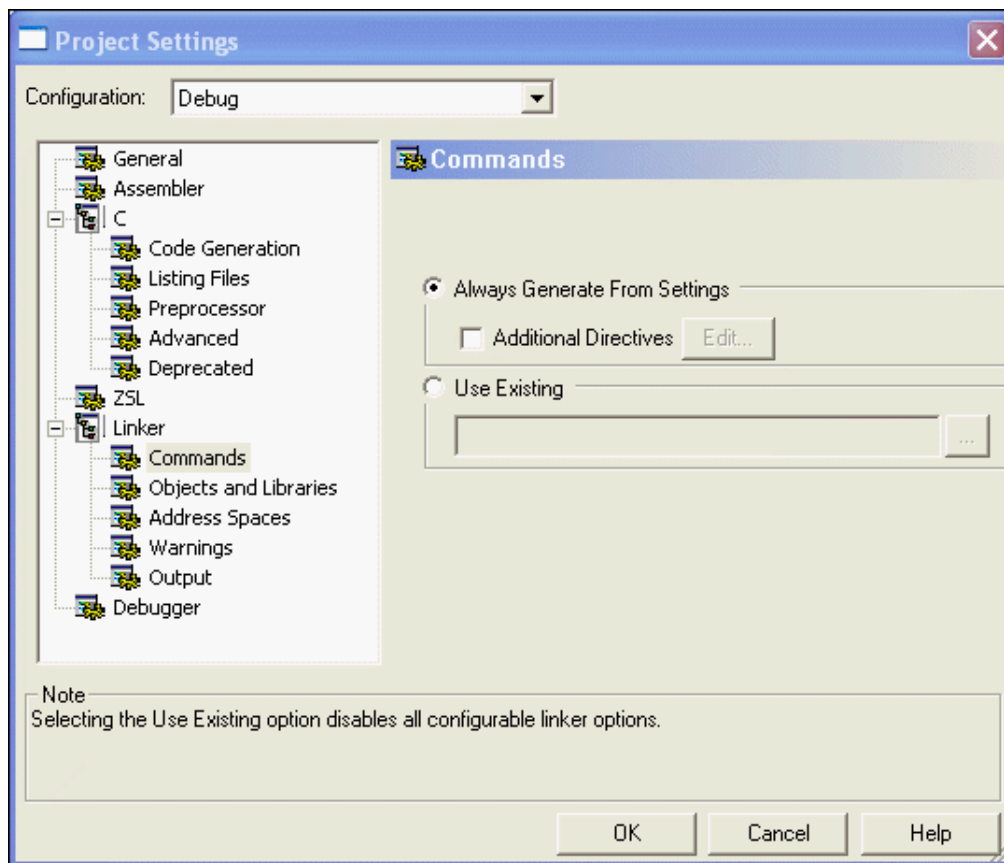 Project Settings
Configuration: Debug
General
Assembler
C
Code Generation
Listing Files
Preprocessor
Advanced
Deprecated
ZSL
Linker
Commands
Objects and Libraries
Address Spaces
Warnings
Output
Debugger
Commands
Always Generate From Settings
Additional Directives Edit...
Use Existing
...
Note
Selecting the Use Existing option disables all configurable linker options.
OK Cancel Help